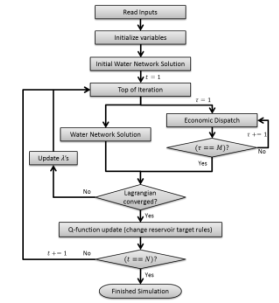 Read Inputs
Initialize variables
Initial Water Network Solution
t = 1
Top of Iteration
τ = 1
Economic Dispatch
Water Network Solution
τ += 1
(τ == M)?
No
Yes
Update λ's
No
Lagrangian
converged?
Yes
Q-function update (change reservoir target rules)
t += 1
No
(t == N)?
Yes
Finished Simulation